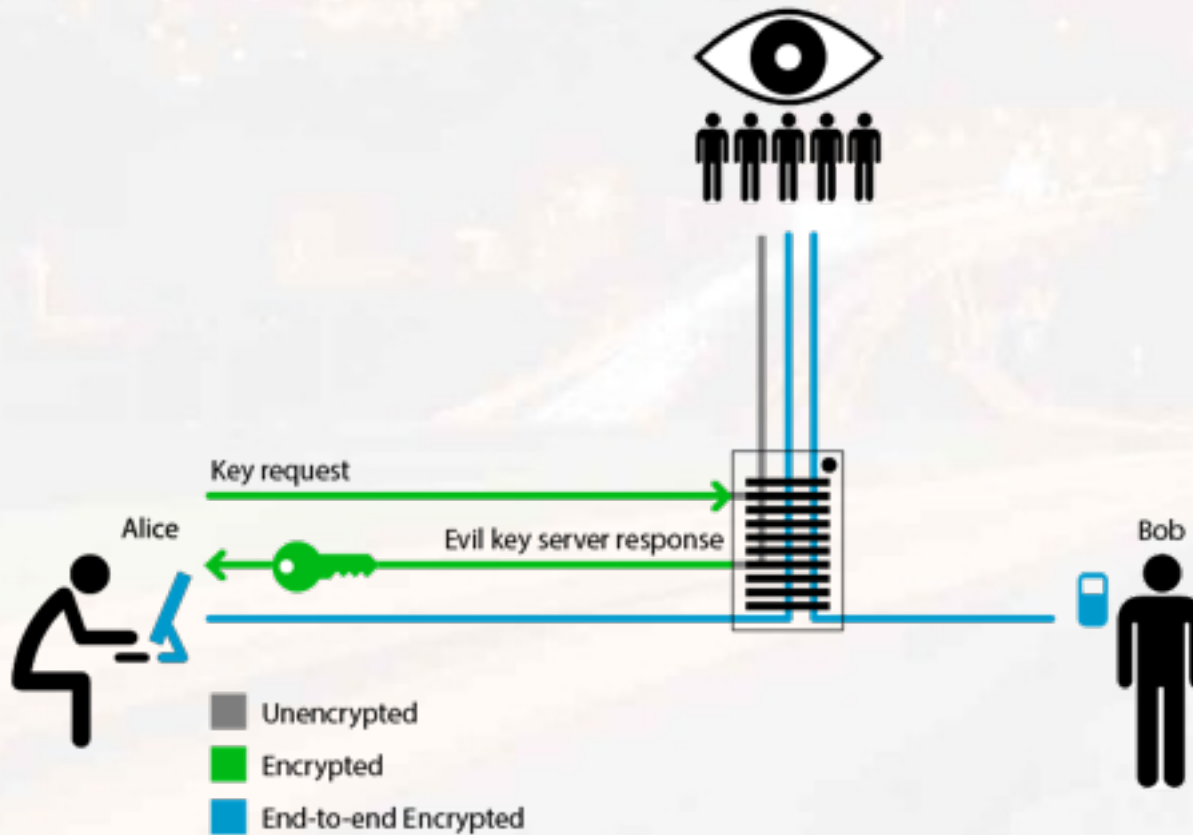 Key request
Alice
Evil key server response
Bob
Unencrypted
Encrypted
End-to-end Encrypted